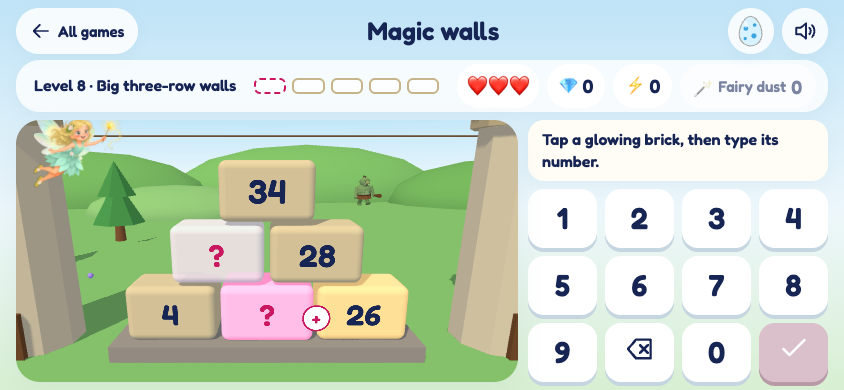 All games
Magic walls
Level 8 · Big three-row walls
0
0
Fairy dust 0
34
?
28
4
?
+
26
Tap a glowing brick, then type its
number.
1 2 3 4
5 6 7 8
9 0